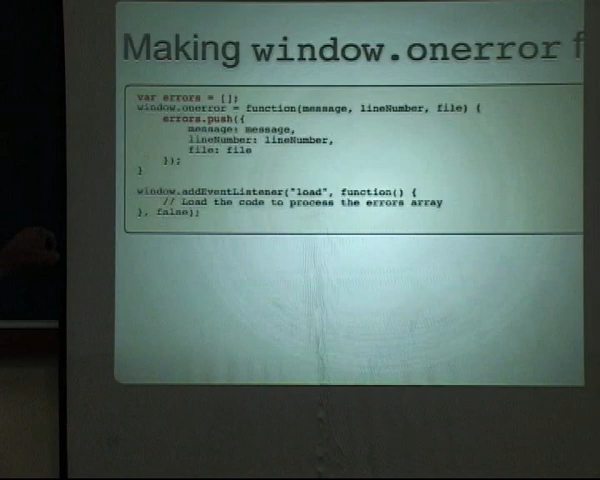 Making window.onerror f
var errors = [];
window.onerror = function(message, lineNumber, file) {
errors.push({
message: message,
lineNumber: lineNumber,
file: file
});
}
window.addEventListener("load", function() {
// Load the code to process the errors array
}, false);